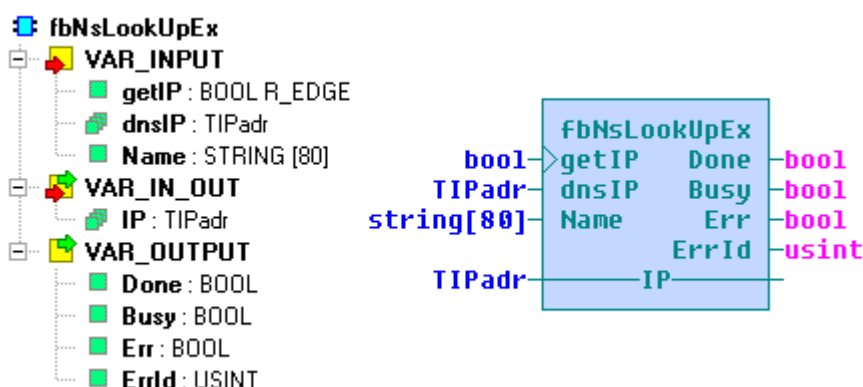 fbNsLookUpEx
VAR_INPUT
getIP : BOOL R_EDGE
dnsIP : TIPadr
Name : STRING [80]
VAR_IN_OUT
IP : TIPadr
VAR_OUTPUT
Done : BOOL
Busy : BOOL
Err : BOOL
ErrId : USINT
fbNsLookUpEx
bool getIP Done bool
TIPadr dnsIP Busy bool
string[80] Name Err bool
ErrId usint
TIPadr IP